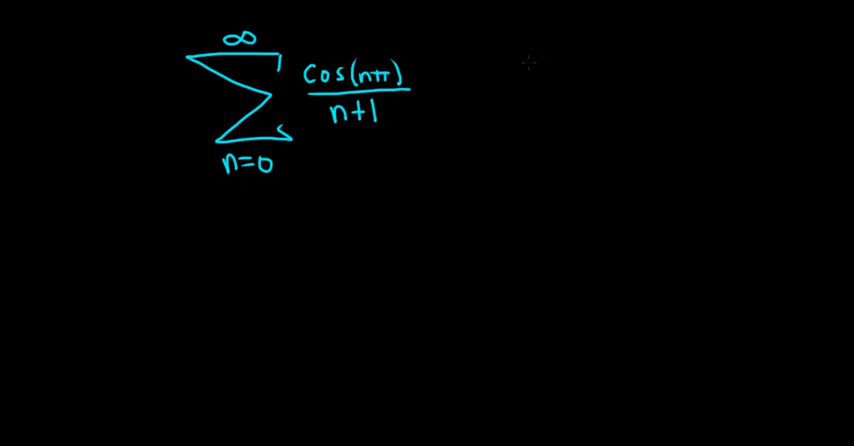 ∞
∑ cos(nπ)/(n+1)
n=0